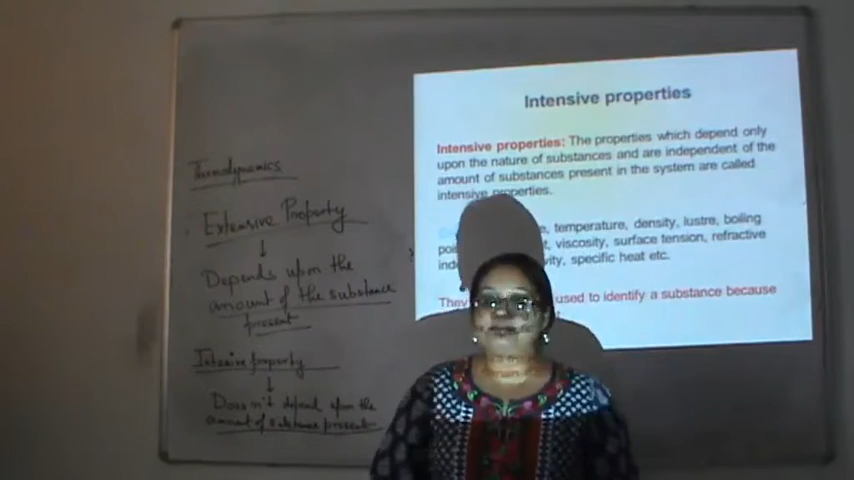 Themodynamics
Extensive Property
↓
Depends upon the
amount of the substance
present
Intensive property
↓
Does n't depend upon the
amount of substance present
Intensive properties
Intensive properties: The properties which depend only
upon the nature of substances and are independent of the
amount of substances present in the system are called
intensive properties.
temperature, density, lustre, boiling
viscosity, surface tension, refractive
specific heat etc.
They used to identify a substance because